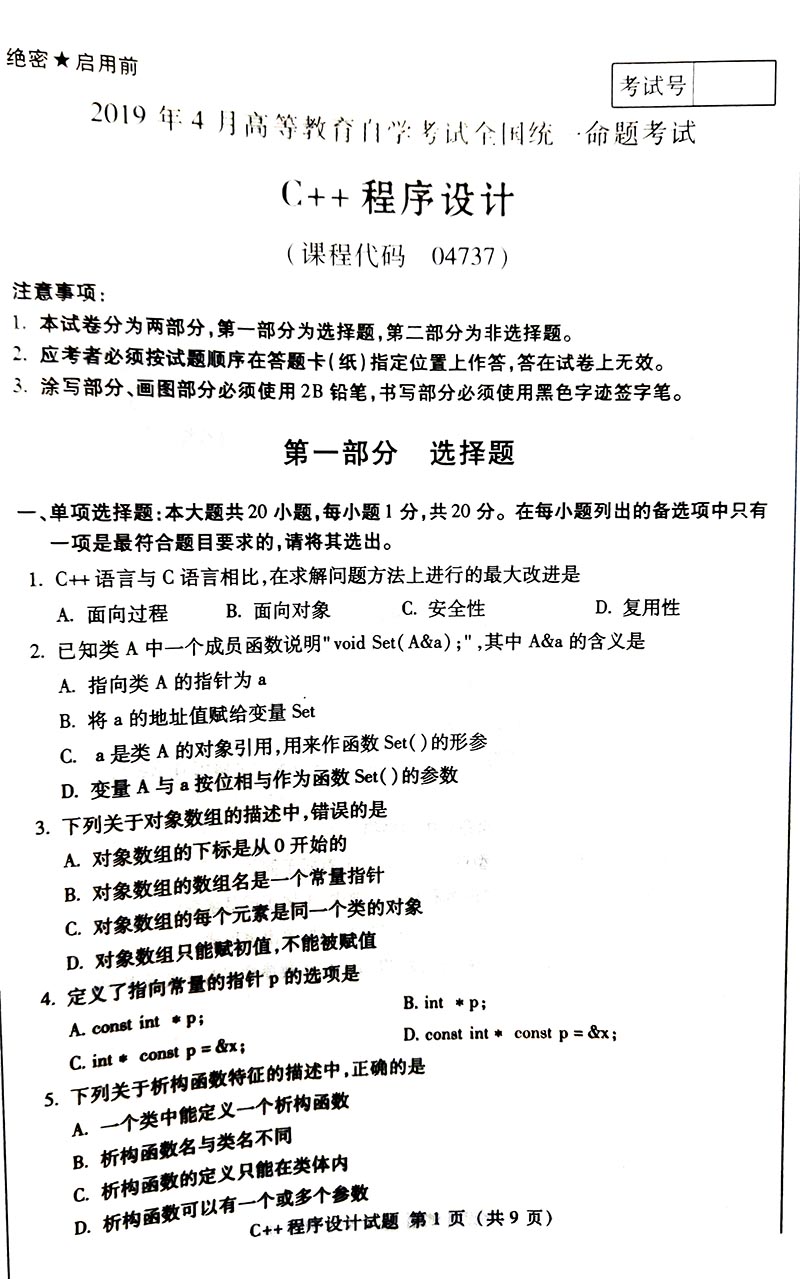 绝密★启用前
考试号
2019 年 4 月高等教育自学考试全国统一命题考试
C++ 程序设计
(课程代码 04737)
注意事项:
1. 本试卷分为两部分,第一部分为选择题,第二部分为非选择题。
2. 应考者必须按试题顺序在答题卡(纸)指定位置上作答,答在试卷上无效。
3. 涂写部分、画图部分必须使用 2B 铅笔,书写部分必须使用黑色字迹签字笔。
第一部分 选择题
一、单项选择题:本大题共 20 小题,每小题 1 分,共 20 分。在每小题列出的备选项中只有
一项是最符合题目要求的,请将其选出。
1. C++ 语言与 C 语言相比,在求解问题方法上进行的最大改进是
A. 面向过程 B. 面向对象 C. 安全性 D. 复用性
2. 已知类 A 中一个成员函数说明"void Set(A&a);",其中 A&a 的含义是
A. 指向类 A 的指针为 a
B. 将 a 的地址值赋给变量 Set
C. a 是类 A 的对象引用,用来作函数 Set()的形参
D. 变量 A 与 a 按位相与作为函数 Set()的参数
3. 下列关于对象数组的描述中,错误的是
A. 对象数组的下标是从 0 开始的
B. 对象数组的数组名是一个常量指针
C. 对象数组的每个元素是同一个类的对象
D. 对象数组只能赋初值,不能被赋值
4. 定义了指向常量的指针 p 的选项是
A. const int *p; B. int *p;
C. int* const p=&x; D. const int* const p=&x;
5. 下列关于析构函数特征的描述中,正确的是
A. 一个类中能定义一个析构函数
B. 析构函数名与类名不同
C. 析构函数的定义只能在类体内
D. 析构函数可以有一个或多个参数
C++ 程序设计试题 第 1 页 (共 9 页)